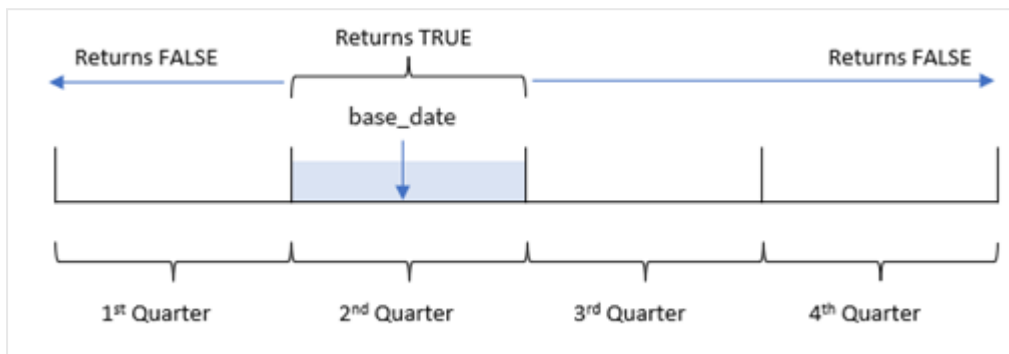 Returns TRUE
Returns FALSE
Returns FALSE
base_date
1st Quarter
2nd Quarter
3rd Quarter
4th Quarter